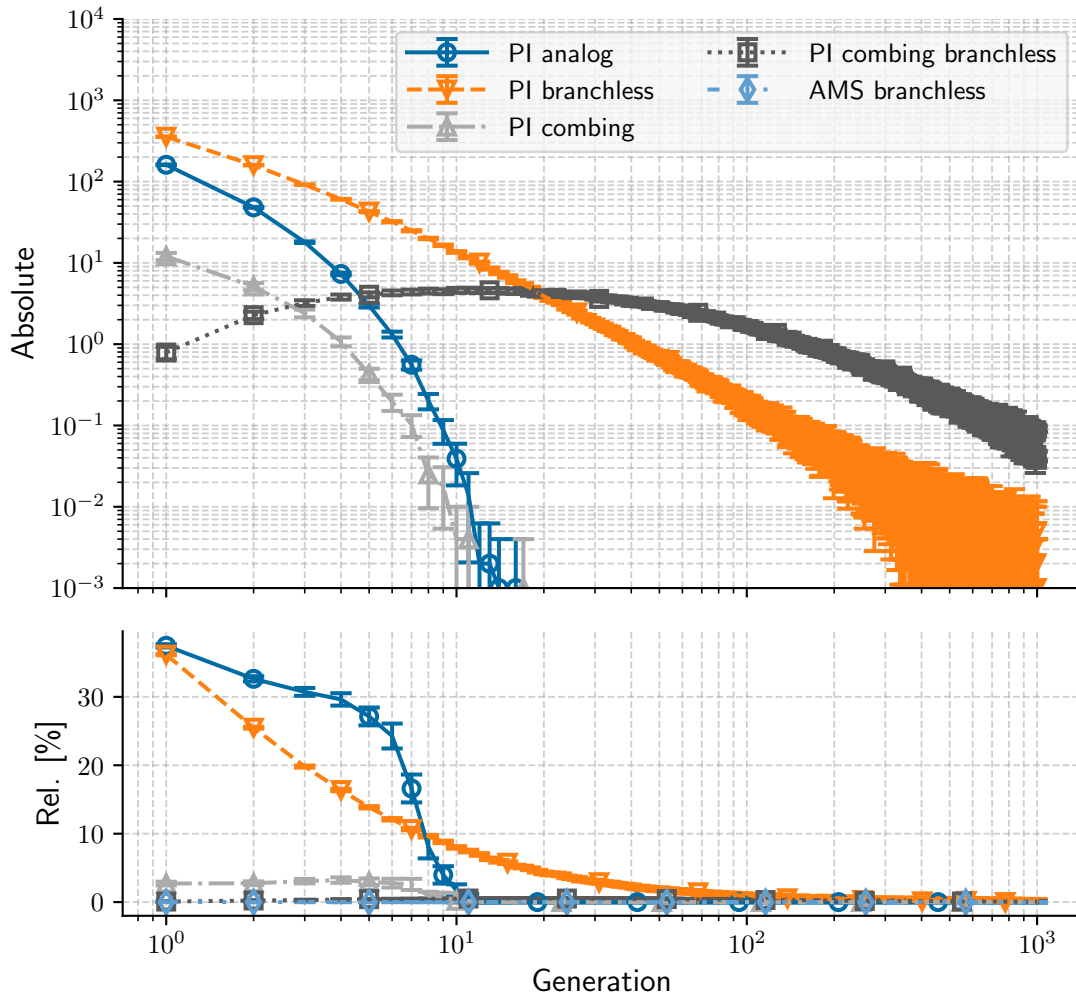 10^4
10^3
10^2
10^1
10^0
10^-1
10^-2
10^-3
Absolute
PI analog
PI branchless
PI combing
PI combing branchless
AMS branchless
30
20
10
0
Rel. [%]
10^0
10^1
10^2
10^3
Generation